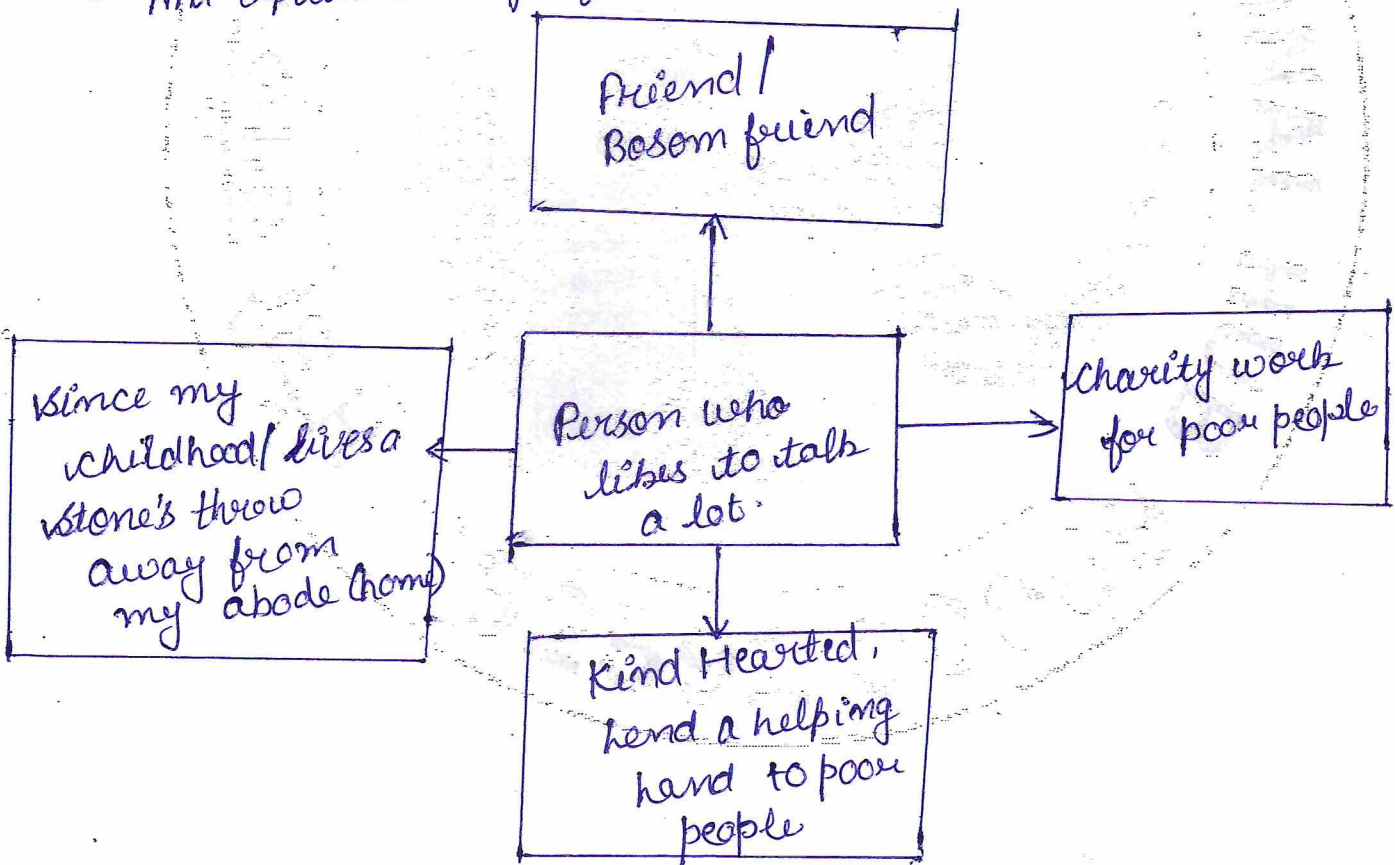 And
Friend/
Bosom friend
Since my
childhood/ lives a
stone's throw
away from
my abode (home)
Person who
likes to talk
a lot.
Charity work
for poor people
Kind Hearted,
Lend a helping
hand to poor
people